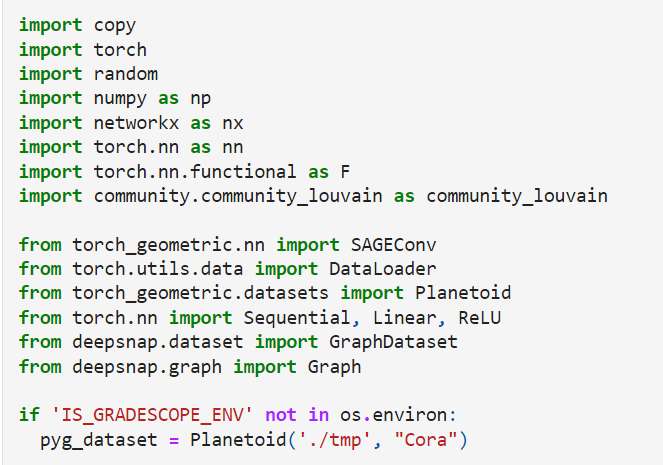 import copy
import torch
import random
import numpy as np
import networkx as nx
import torch.nn as nn
import torch.nn.functional as F
import community.community_louvain as community_louvain

from torch_geometric.nn import SAGEConv
from torch.utils.data import DataLoader
from torch_geometric.datasets import Planetoid
from torch.nn import Sequential, Linear, ReLU
from deepsnap.dataset import GraphDataset
from deepsnap.graph import Graph

if 'IS_GRADESCOPE_ENV' not in os.environ:
  pyg_dataset = Planetoid('./tmp', "Cora")